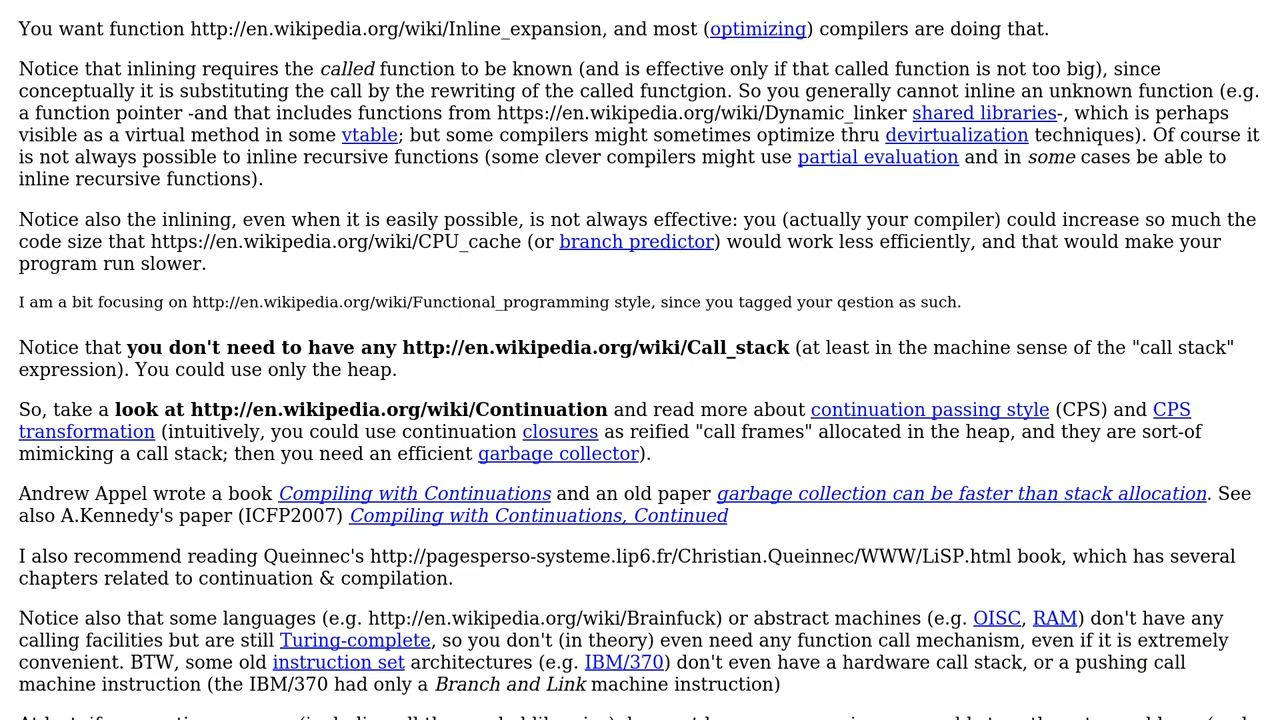 You want function http://en.wikipedia.org/wiki/Inline_expansion, and most (optimizing) compilers are doing that.
Notice that inlining requires the called function to be known (and is effective only if that called function is not too big), since
conceptually it is substituting the call by the rewriting of the called functgion. So you generally cannot inline an unknown function (e.g.
a function pointer -and that includes functions from https://en.wikipedia.org/wiki/Dynamic_linker shared libraries-, which is perhaps
visible as a virtual method in some vtable; but some compilers might sometimes optimize thru devirtualization techniques). Of course it
is not always possible to inline recursive functions (some clever compilers might use partial evaluation and in some cases be able to
inline recursive functions).
Notice also the inlining, even when it is easily possible, is not always effective: you (actually your compiler) could increase so much the
code size that https://en.wikipedia.org/wiki/CPU_cache (or branch predictor) would work less efficiently, and that would make your
program run slower.
I am a bit focusing on http://en.wikipedia.org/wiki/Functional_programming style, since you tagged your qestion as such.
Notice that you don't need to have any http://en.wikipedia.org/wiki/Call_stack (at least in the machine sense of the "call stack"
expression). You could use only the heap.
So, take a look at http://en.wikipedia.org/wiki/Continuation and read more about continuation passing style (CPS) and CPS
transformation (intuitively, you could use continuation closures as reified "call frames" allocated in the heap, and they are sort-of
mimicking a call stack; then you need an efficient garbage collector).
Andrew Appel wrote a book Compiling with Continuations and an old paper garbage collection can be faster than stack allocation. See
also A.Kennedy's paper (ICFP2007) Compiling with Continuations, Continued
I also recommend reading Queinnec's http://pagesperso-systeme.lip6.fr/Christian.Queinnec/WWW/LiSP.html book, which has several
chapters related to continuation & compilation.
Notice also that some languages (e.g. http://en.wikipedia.org/wiki/Brainfuck) or abstract machines (e.g. OISC, RAM) don't have any
calling facilities but are still Turing-complete, so you don't (in theory) even need any function call mechanism, even if it is extremely
convenient. BTW, some old instruction set architectures (e.g. IBM/370) don't even have a hardware call stack, or a pushing call
machine instruction (the IBM/370 had only a Branch and Link machine instruction)